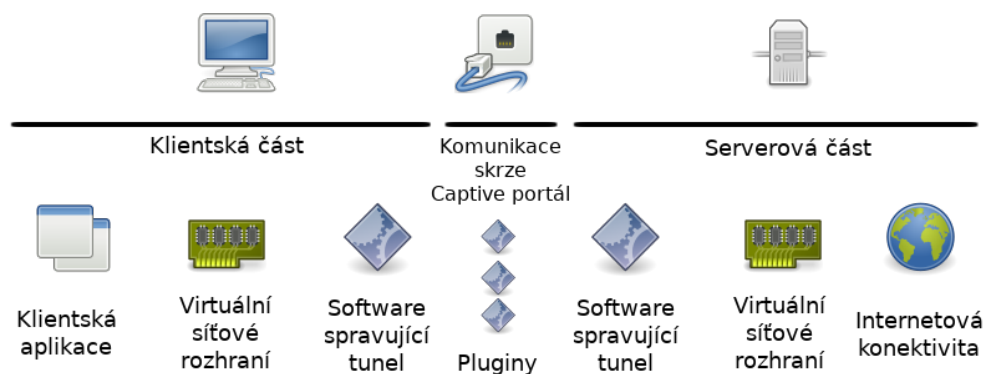 Klientská část
Komunikace
skrze
Captive portál
Serverová část
Klientská
aplikace
Virtuální
síťové
rozhraní
Software
spravující
tunel
Pluginy
Software
spravující
tunel
Virtuální
síťové
rozhraní
Internetová
konektivita